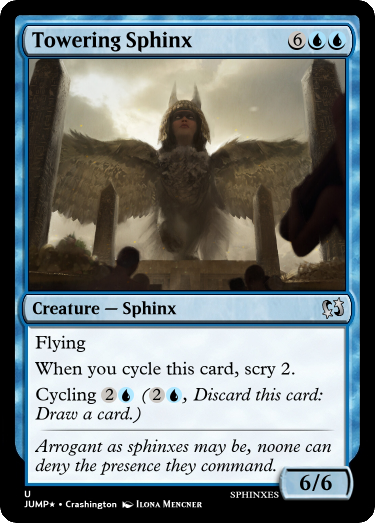 Towering Sphinx 6
Creature — Sphinx
Flying
When you cycle this card, scry 2.
Cycling 2 (2, Discard this card:
Draw a card.)
Arrogant as sphinxes may be, noone can
deny the presence they command.
6/6
U SPHINXES
JUMP★ • Crashington Ilona Mencner